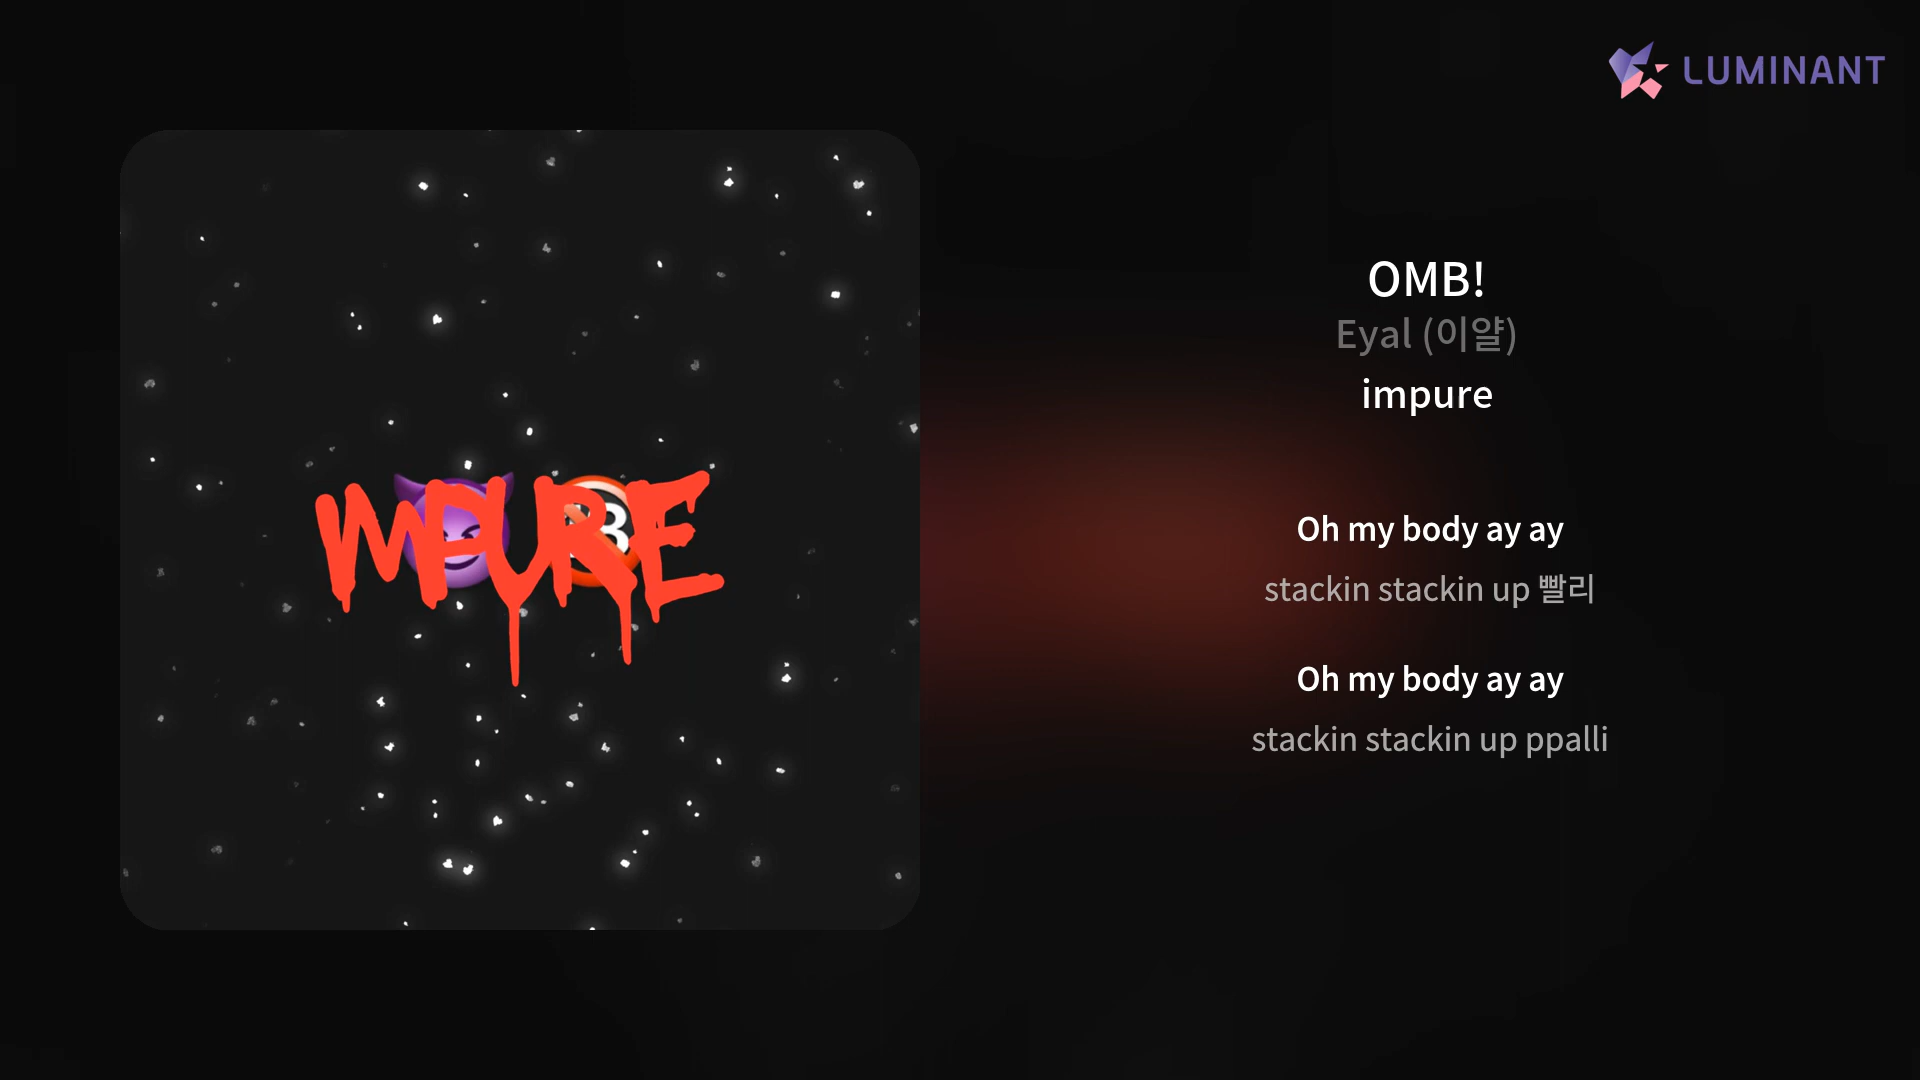 LUMINANT
IMPURE
OMB!
Eyal (이얄)
impure
Oh my body ay ay
stackin stackin up 빨리
Oh my body ay ay
stackin stackin up ppalli